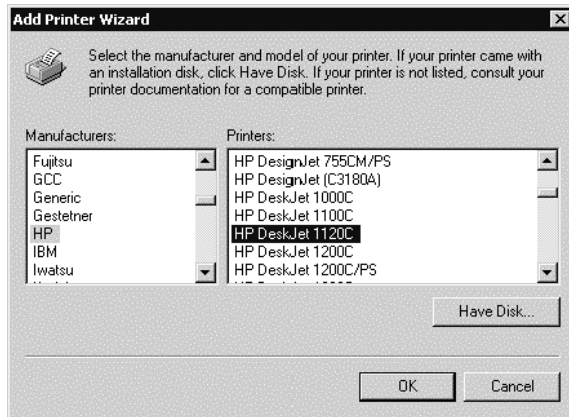 Add Printer Wizard
Select the manufacturer and model of your printer. If your printer came with
an installation disk, click Have Disk. If your printer is not listed, consult your
printer documentation for a compatible printer.
Manufacturers:
Fujitsu
GCC
Generic
Gestetner
HP
IBM
Iwatsu
Printers:
HP DesignJet 755CM/PS
HP DesignJet (C3180A)
HP DeskJet 1000C
HP DeskJet 1100C
HP DeskJet 1120C
HP DeskJet 1200C
HP DeskJet 1200C/PS
Have Disk...
OK
Cancel